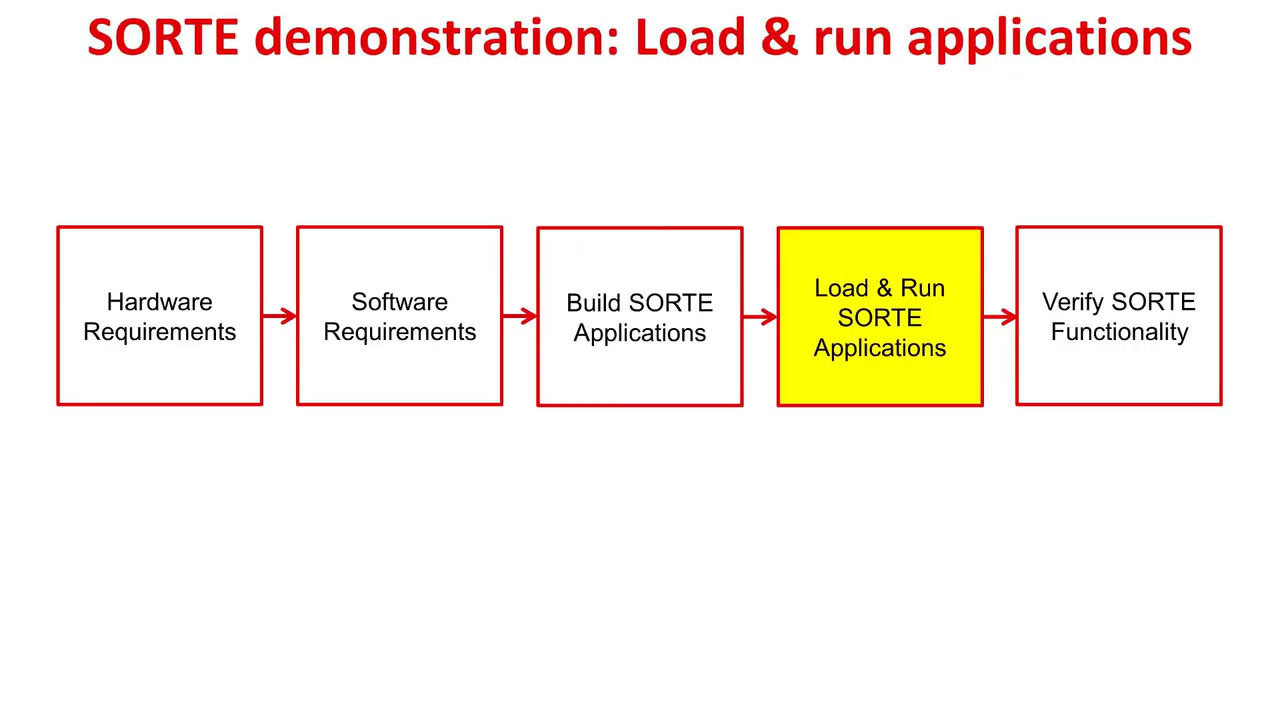 SORTE demonstration: Load & run applications
Hardware
Requirements
Software
Requirements
Build SORTE
Applications
Load & Run
SORTE
Applications
Verify SORTE
Functionality